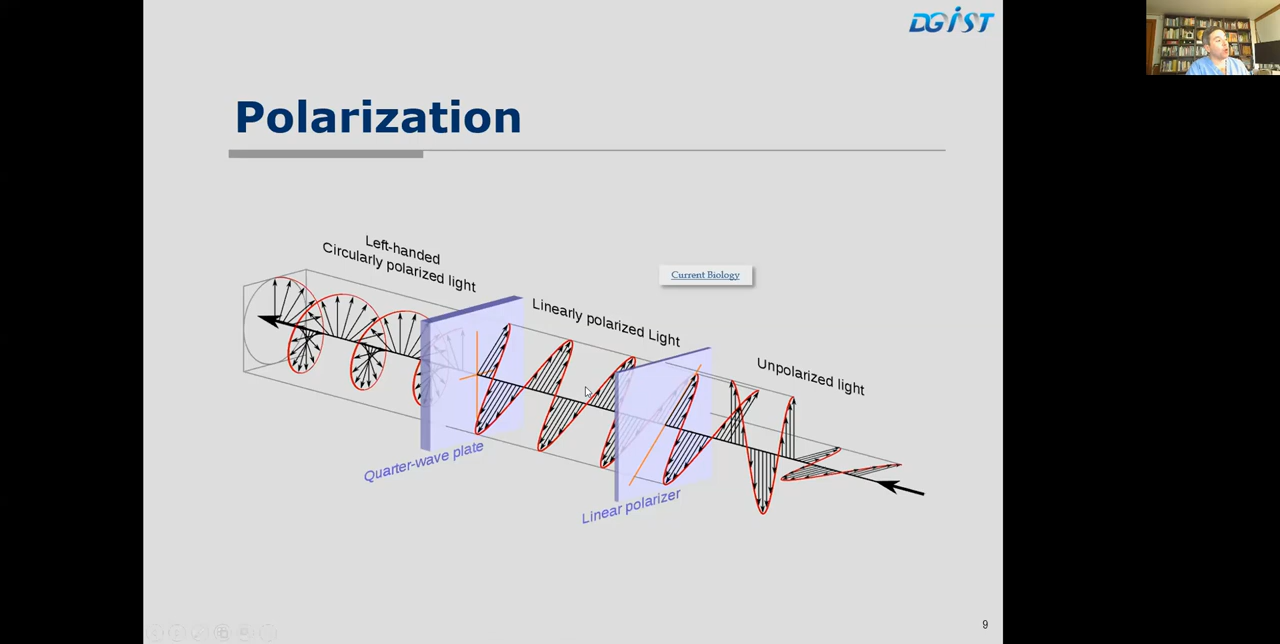 DGIST
Polarization
Left-handed
Circularly polarized light
Current Biology
Linearly polarized Light
Unpolarized light
Quarter-wave plate
Linear polarizer
9